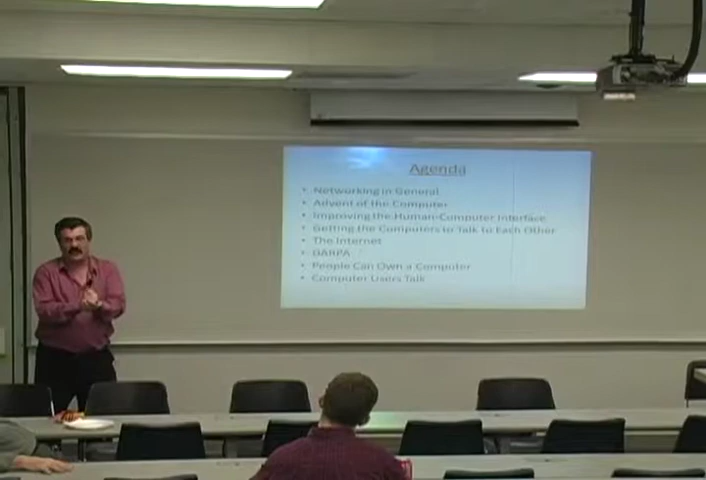 Agenda
• Networking in General
• Advent of the Computer
• Improving the Human-Computer Interface
• Getting the Computers to Talk to Each Other
• The Internet
• DARPA
• People Can Own a Computer
• Computer Users Talk